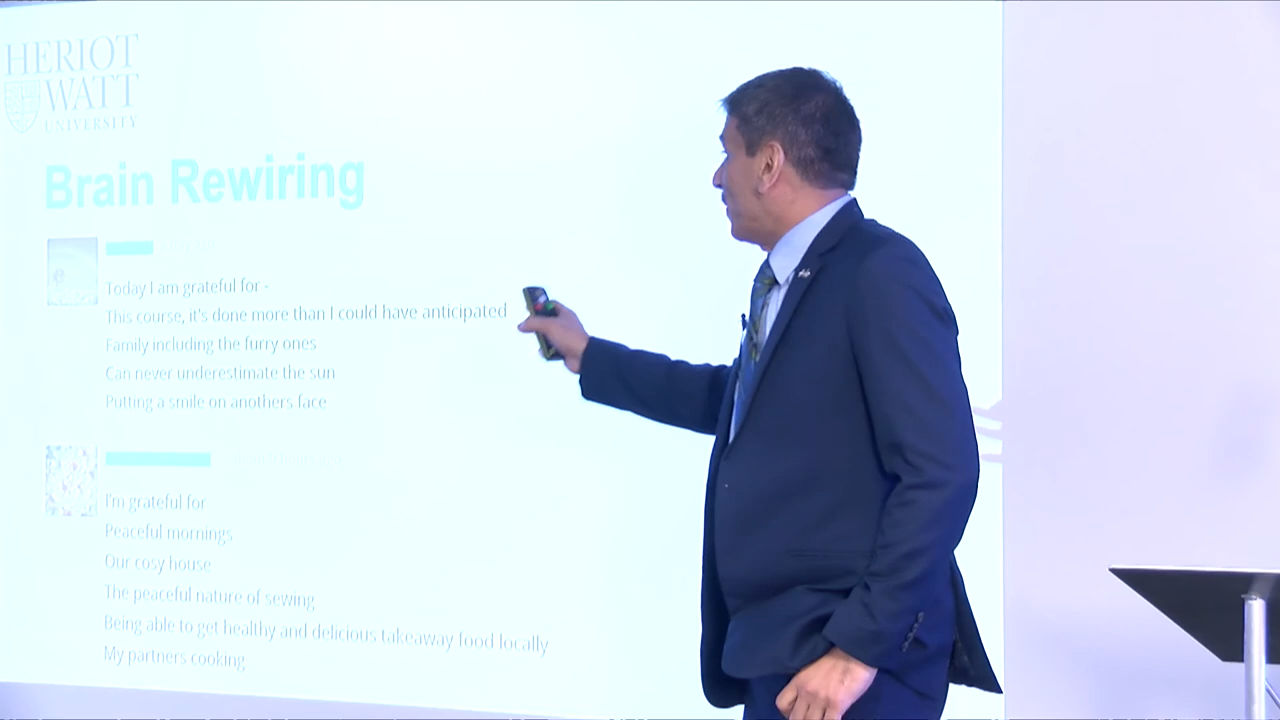 HERIOT
WATT
UNIVERSITY
Brain Rewiring
Today I am grateful for -
This course, it's done more than I could have anticipated
Family including the furry ones
Can never underestimate the sun
Putting a smile on anothers face
I'm grateful for
Peaceful mornings
Our cosy house
The peaceful nature of sewing
Being able to get healthy and delicious takeaway food locally
My partners cooking